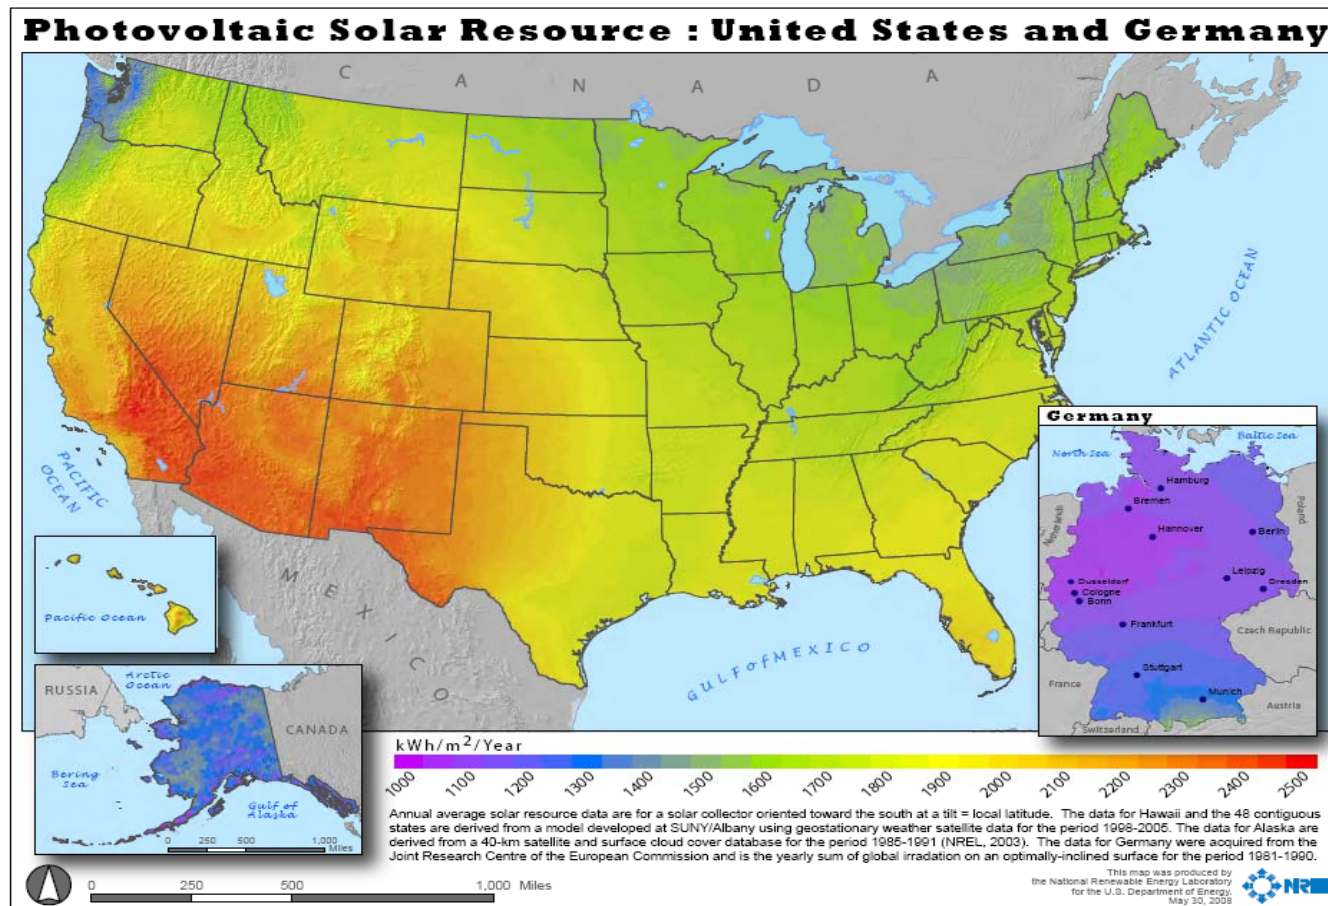 Photovoltaic Solar Resource : United States and Germany
CANADA
ATLANTIC OCEAN
PACIFIC
OCEAN
MEXICO
GULF of MEXICO
Pacific Ocean
RUSSIA
Arctic
Ocean
CANADA
Bering
Sea
Gulf of
Alaska
0 250 500 1,000
Miles
Germany
North Sea
Baltic Sea
Hamburg
Bremen
Netherlands
Poland
Hannover
Berlin
Leipzig
Dusseldorf
Dresden
Cologne
Bonn
Frankfurt
Czech Republic
Stuttgart
France
Munich
Austria
Switzerland
kWh/m²/Year
1000 1100 1200 1300 1400 1500 1600 1700 1800 1900 2000 2100 2200 2300 2400 2500
Annual average solar resource data are for a solar collector oriented toward the south at a tilt = local latitude. The data for Hawaii and the 48 contiguous
states are derived from a model developed at SUNY/Albany using geostationary weather satellite data for the period 1998-2005. The data for Alaska are
derived from a 40-km satellite and surface cloud cover database for the period 1985-1991 (NREL, 2003). The data for Germany were acquired from the
Joint Research Centre of the European Commission and is the yearly sum of global irradation on an optimally-inclined surface for the period 1981-1990.
0 250 500 1,000 Miles
This map was produced by
the National Renewable Energy Laboratory
for the U.S. Department of Energy.
May 30, 2008
NR